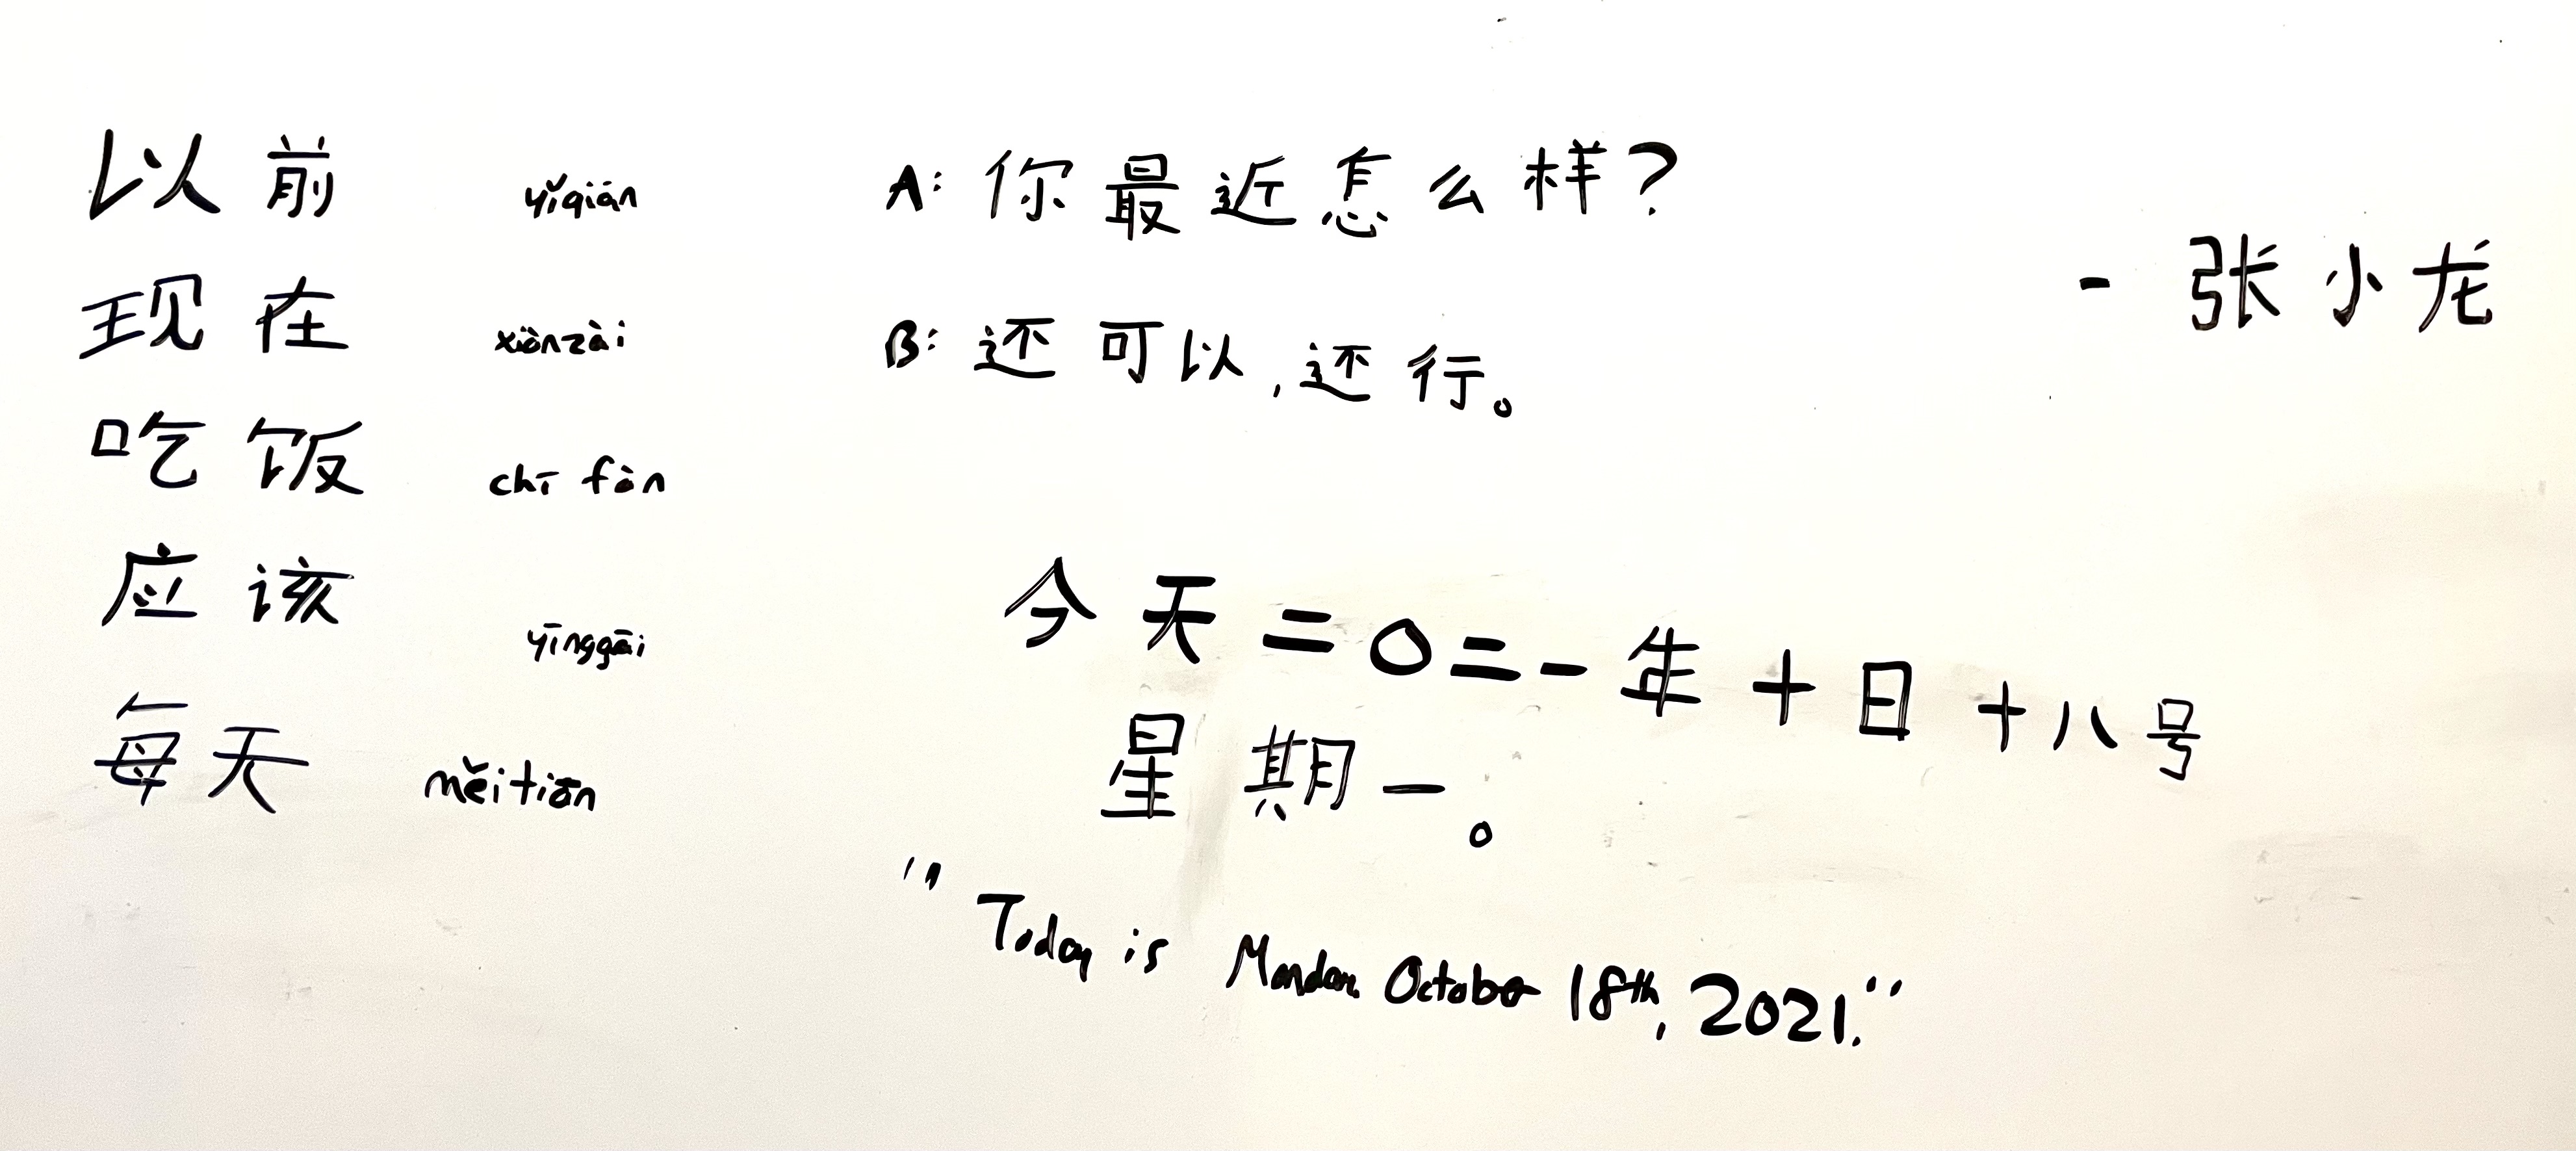 以前 yǐqián
现在 xiànzài
吃饭 chī fàn
应该 yīnggāi
每天 měitiān
A: 你最近怎么样?
B: 还可以,还行。
- 张小龙
今天二〇二一年十日十八号
星期一。
"Today is Monday October 18th, 2021."